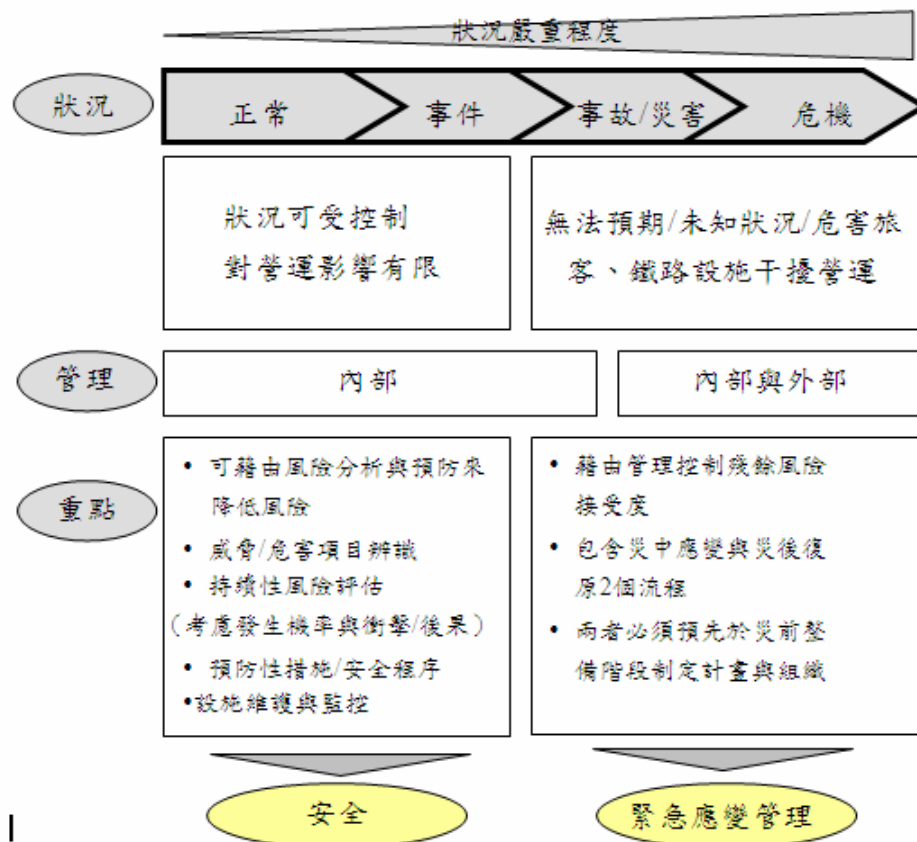 狀況嚴重程度
狀況
正常
事件
事故/災害
危機
狀況可受控制
對營運影響有限
無法預期/未知狀況/危害旅
客、鐵路設施干擾營運
管理
內部
內部與外部
重點
• 可藉由風險分析與預防來
降低風險
• 威脅/危害項目辨識
• 持續性風險評估
(考慮發生機率與衝擊/後果)
• 預防性措施/安全程序
•設施維護與監控
• 藉由管理控制殘餘風險
接受度
• 包含災中應變與災後復
原2個流程
• 兩者必須預先於災前整
備階段制定計畫與組織
安全
緊急應變管理